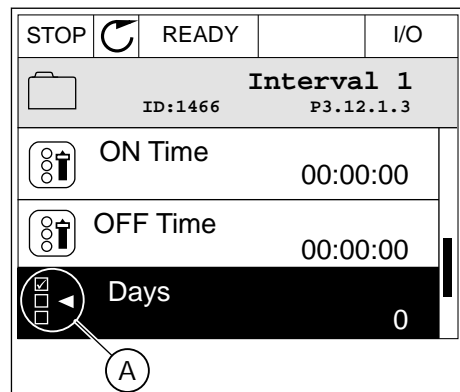 STOP READY I/O
Interval 1
ID:1466 P3.12.1.3
ON Time
00:00:00
OFF Time
00:00:00
Days
0
A